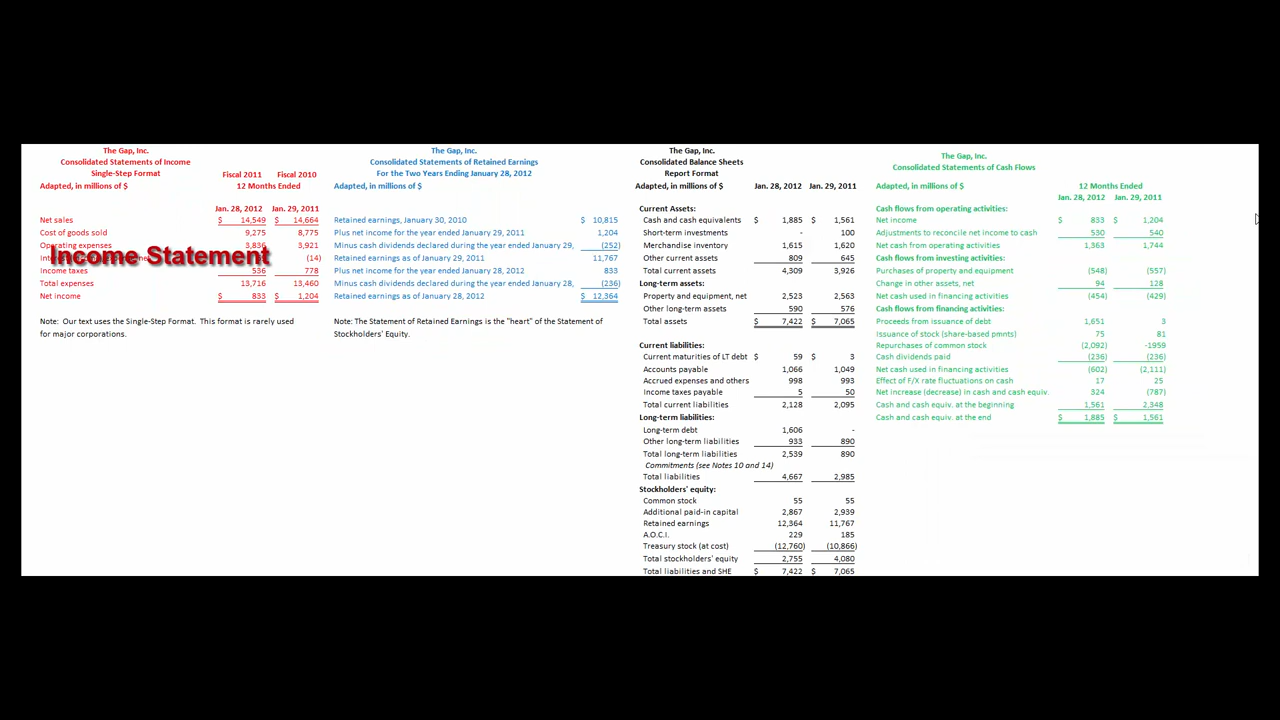 The Gap, Inc.
Consolidated Statements of Income
Single-Step Format
Fiscal 2011 Fiscal 2010
Adapted, in millions of $ 12 Months Ended
Jan. 28, 2012 Jan. 29, 2011
Net sales $ 14,549 $ 14,664
Cost of goods sold 9,275 8,775
Operating expenses 3,836 3,921
(14)
Income Statement
Income taxes 536 778
Total expenses 13,716 13,460
Net income $ 833 $ 1,204
Note: Our text uses the Single-Step Format. This format is rarely used
for major corporations.
The Gap, Inc.
Consolidated Statements of Retained Earnings
For the Two Years Ending January 28, 2012
Adapted, in millions of $
Retained earnings, January 30, 2010 $ 10,815
Plus net income for the year ended January 29, 2011 1,204
Minus cash dividends declared during the year ended January 29, (252)
Retained earnings as of January 29, 2011 11,767
Plus net income for the year ended January 28, 2012 833
Minus cash dividends declared during the year ended January 28, (236)
Retained earnings as of January 28, 2012 $ 12,364
Note: The Statement of Retained Earnings is the "heart" of the Statement of
Stockholders' Equity.
The Gap, Inc.
Consolidated Balance Sheets
Report Format
Adapted, in millions of $ Jan. 28, 2012 Jan. 29, 2011
Current Assets:
Cash and cash equivalents $ 1,885 $ 1,561
Short-term investments - 100
Merchandise inventory 1,615 1,620
Other current assets 809 645
Total current assets 4,309 3,926
Long-term assets:
Property and equipment, net 2,523 2,563
Other long-term assets 590 576
Total assets $ 7,422 $ 7,065
Current liabilities:
Current maturities of LT debt $ 59 $ 3
Accounts payable 1,066 1,049
Accrued expenses and others 998 993
Income taxes payable 5 50
Total current liabilities 2,128 2,095
Long-term liabilities:
Long-term debt 1,606 -
Other long-term liabilities 933 890
Total long-term liabilities 2,539 890
Commitments (see Notes 10 and 14)
Total liabilities 4,667 2,985
Stockholders' equity:
Common stock 55 55
Additional paid-in capital 2,867 2,939
Retained earnings 12,364 11,767
A.O.C.I. 229 185
Treasury stock (at cost) (12,760) (10,866)
Total stockholders' equity 2,755 4,080
Total liabilities and SHE $ 7,422 $ 7,065
The Gap, Inc.
Consolidated Statements of Cash Flows
Adapted, in millions of $ 12 Months Ended
Jan. 28, 2012 Jan. 29, 2011
Cash flows from operating activities:
Net income $ 833 $ 1,204
Adjustments to reconcile net income to cash 530 540
Net cash from operating activities 1,363 1,744
Cash flows from investing activities:
Purchases of property and equipment (548) (557)
Change in other assets, net 94 128
Net cash used in financing activities (454) (429)
Cash flows from financing activities:
Proceeds from issuance of debt 1,651 3
Issuance of stock (share-based pmnts) 75 81
Repurchases of common stock (2,092) -1959
Cash dividends paid (236) (236)
Net cash used in financing activities (602) (2,111)
Effect of F/X rate fluctuations on cash 17 25
Net increase (decrease) in cash and cash equiv. 324 (787)
Cash and cash equiv. at the beginning 1,561 2,348
Cash and cash equiv. at the end $ 1,885 $ 1,561